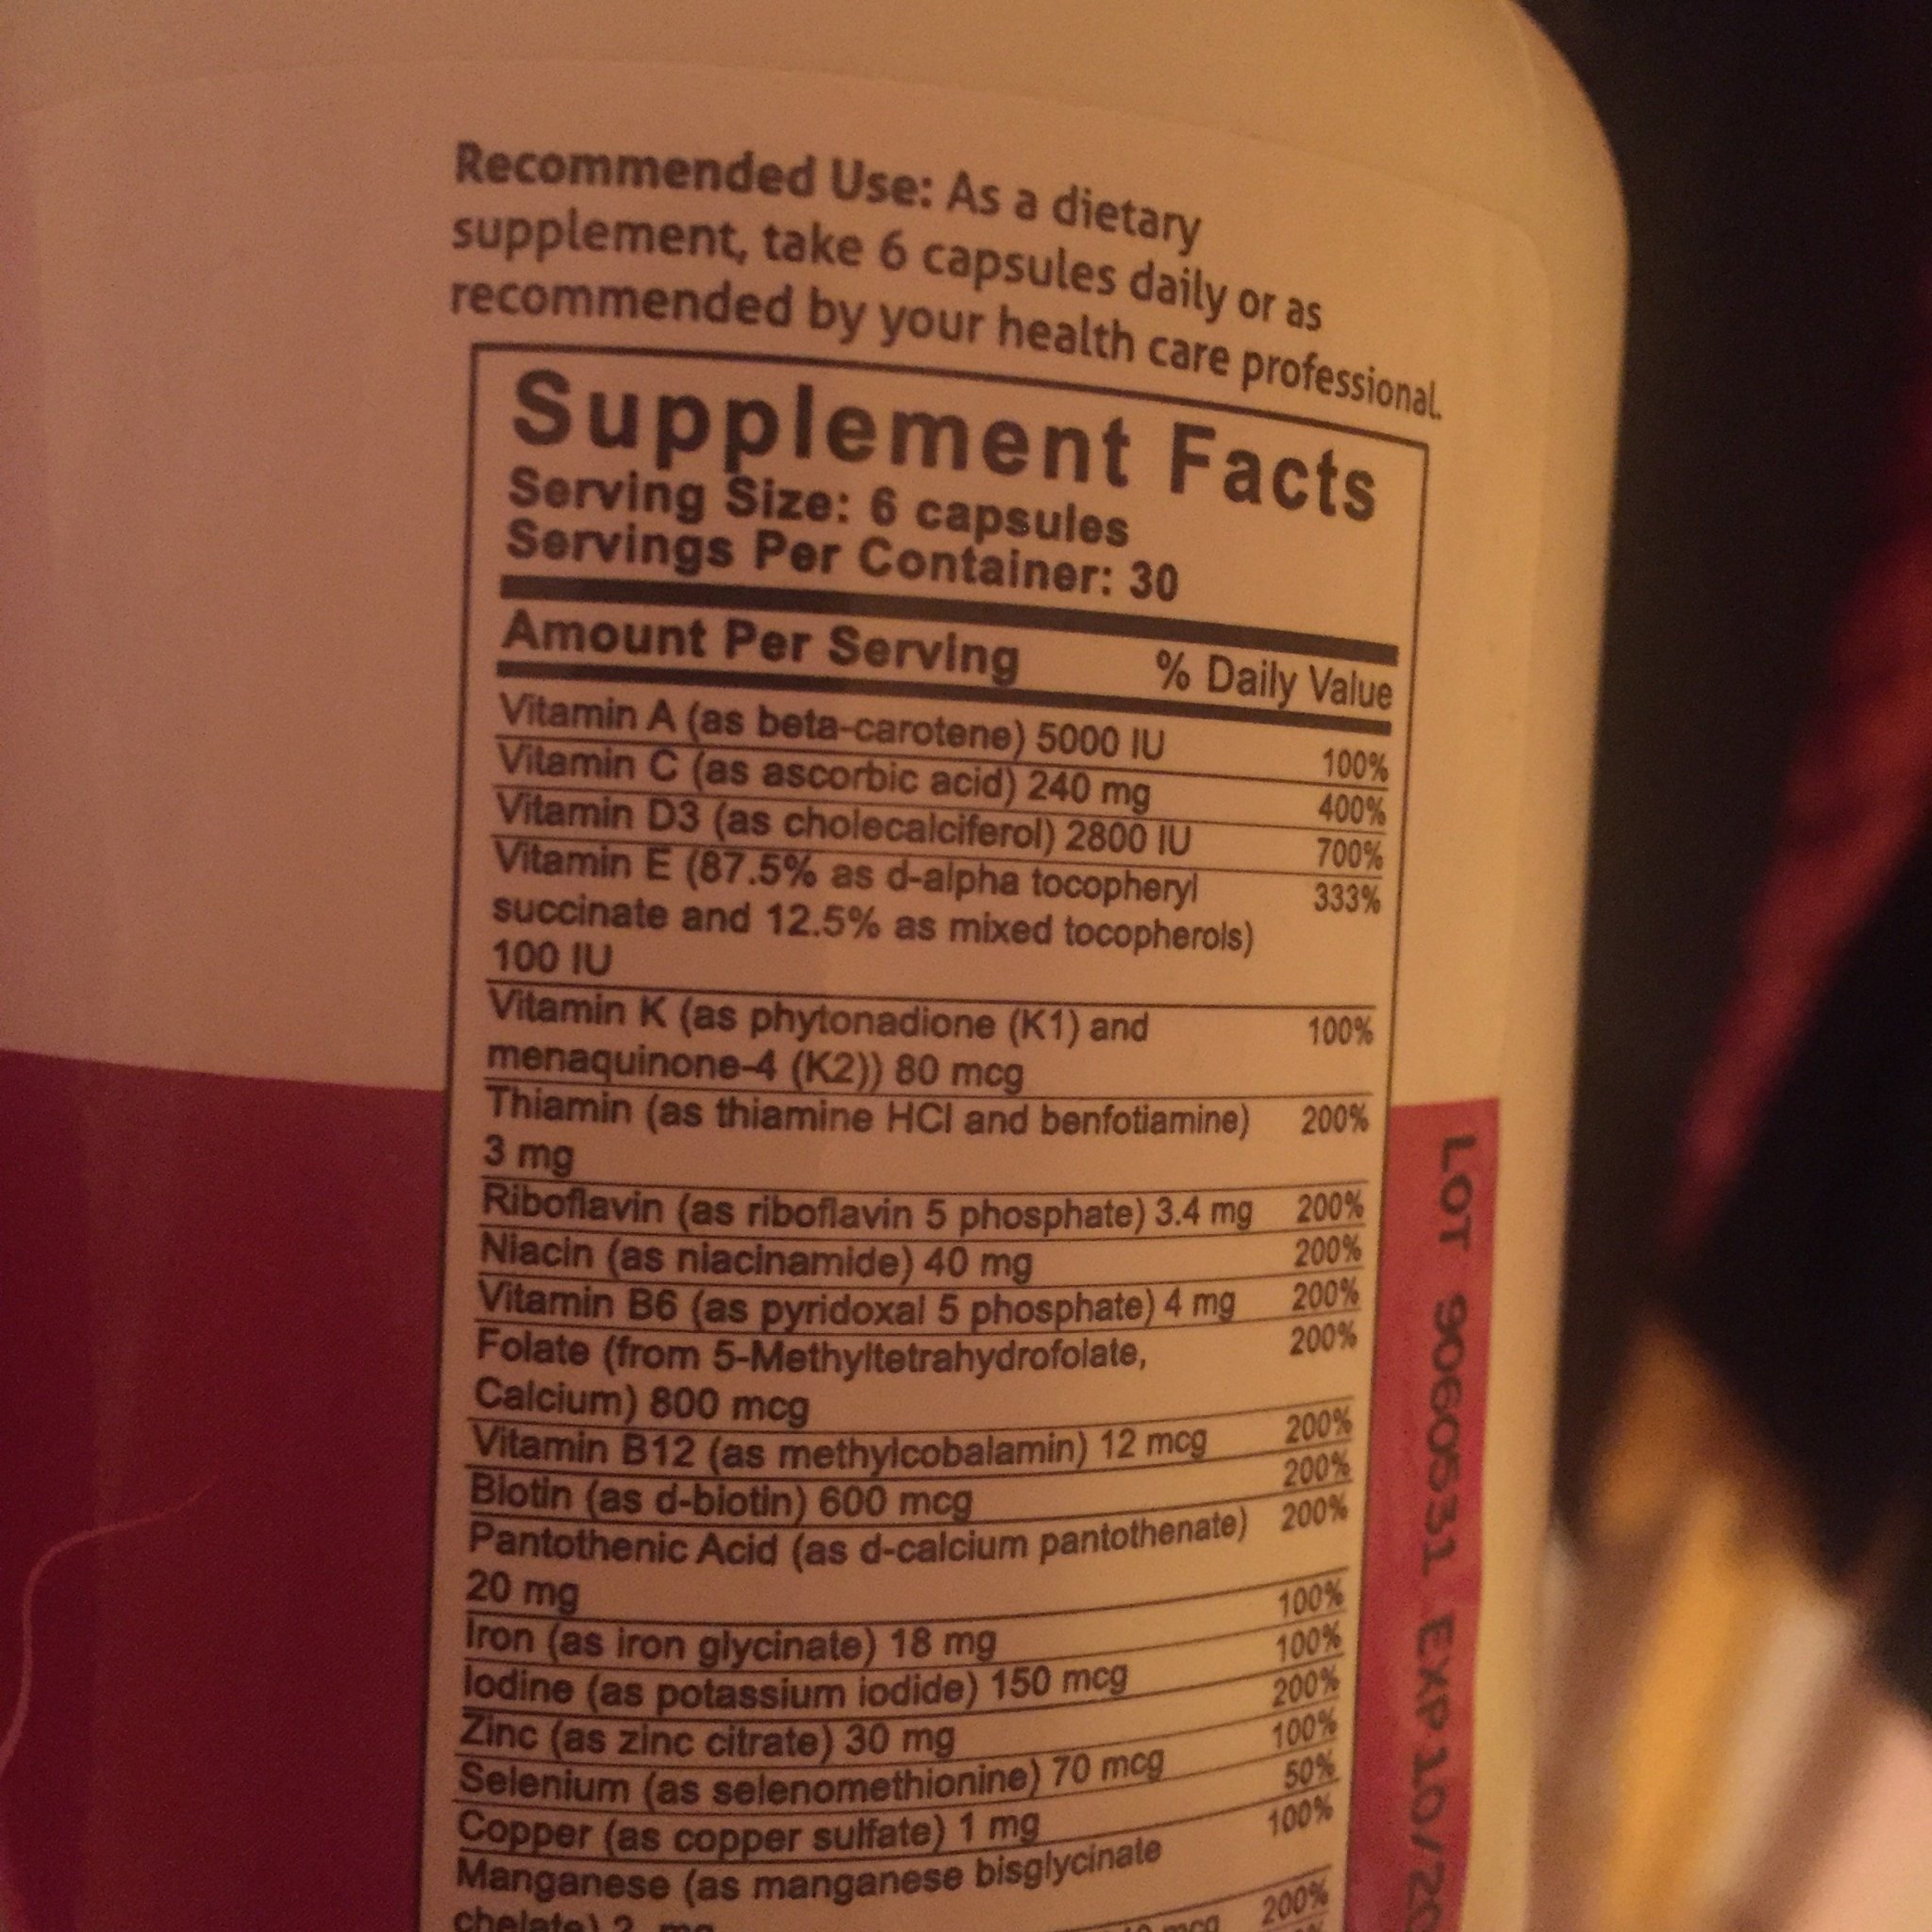 Recommended Use: As a dietary
supplement, take 6 capsules daily or as
recommended by your health care professional.
Supplement Facts
Serving Size: 6 capsules
Servings Per Container: 30
Amount Per Serving % Daily Value
Vitamin A (as beta-carotene) 5000 IU 100%
Vitamin C (as ascorbic acid) 240 mg 400%
Vitamin D3 (as cholecalciferol) 2800 IU 700%
Vitamin E (87.5% as d-alpha tocopheryl 333%
succinate and 12.5% as mixed tocopherols)
100 IU
Vitamin K (as phytonadione (K1) and 100%
menaquinone-4 (K2)) 80 mcg
Thiamin (as thiamine HCl and benfotiamine) 200%
3 mg
Riboflavin (as riboflavin 5 phosphate) 3.4 mg 200%
Niacin (as niacinamide) 40 mg 200%
Vitamin B6 (as pyridoxal 5 phosphate) 4 mg 200%
Folate (from 5-Methyltetrahydrofolate, 200%
Calcium) 800 mcg
Vitamin B12 (as methylcobalamin) 12 mcg 200%
Biotin (as d-biotin) 600 mcg 200%
Pantothenic Acid (as d-calcium pantothenate) 200%
20 mg
Iron (as iron glycinate) 18 mg 100%
Iodine (as potassium iodide) 150 mcg 100%
Zinc (as zinc citrate) 30 mg 200%
Selenium (as selenomethionine) 70 mcg 100%
Copper (as copper sulfate) 1 mg 50%
Manganese (as manganese bisglycinate 100%
chelate) 2 mg
mcg 200%
LOT 9060531 EXP 10/20